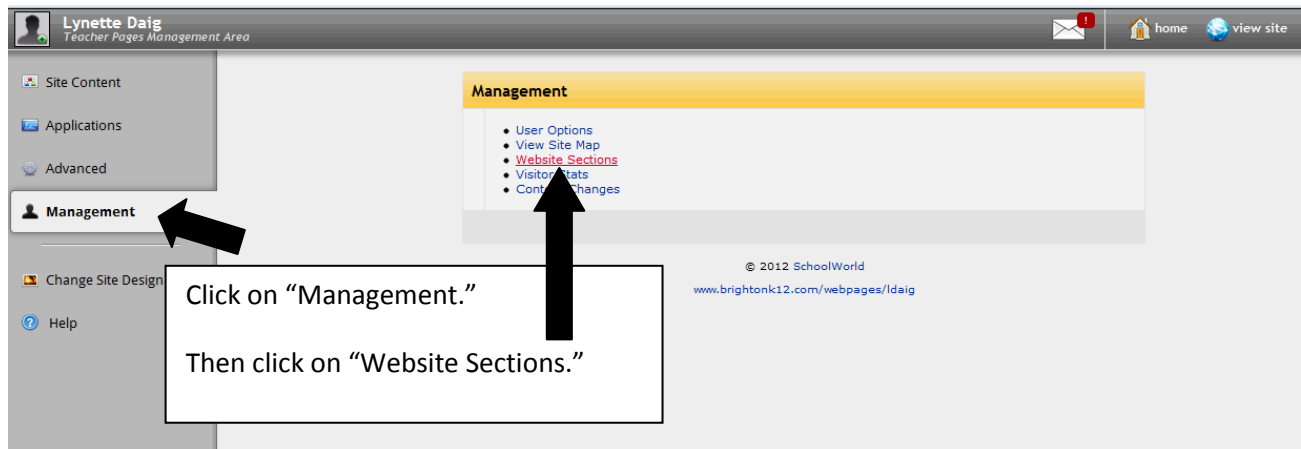 Lynette Daig
Teacher Pages Management Area
!
home
view site
Site Content
Applications
Advanced
Management
Change Site Design
Help
Management
User Options
View Site Map
Website Sections
Visitor Stats
Changes
Click on “Management.”
Then click on “Website Sections.”
© 2012 SchoolWorld
www.brightonk12.com/webpages/ldaig